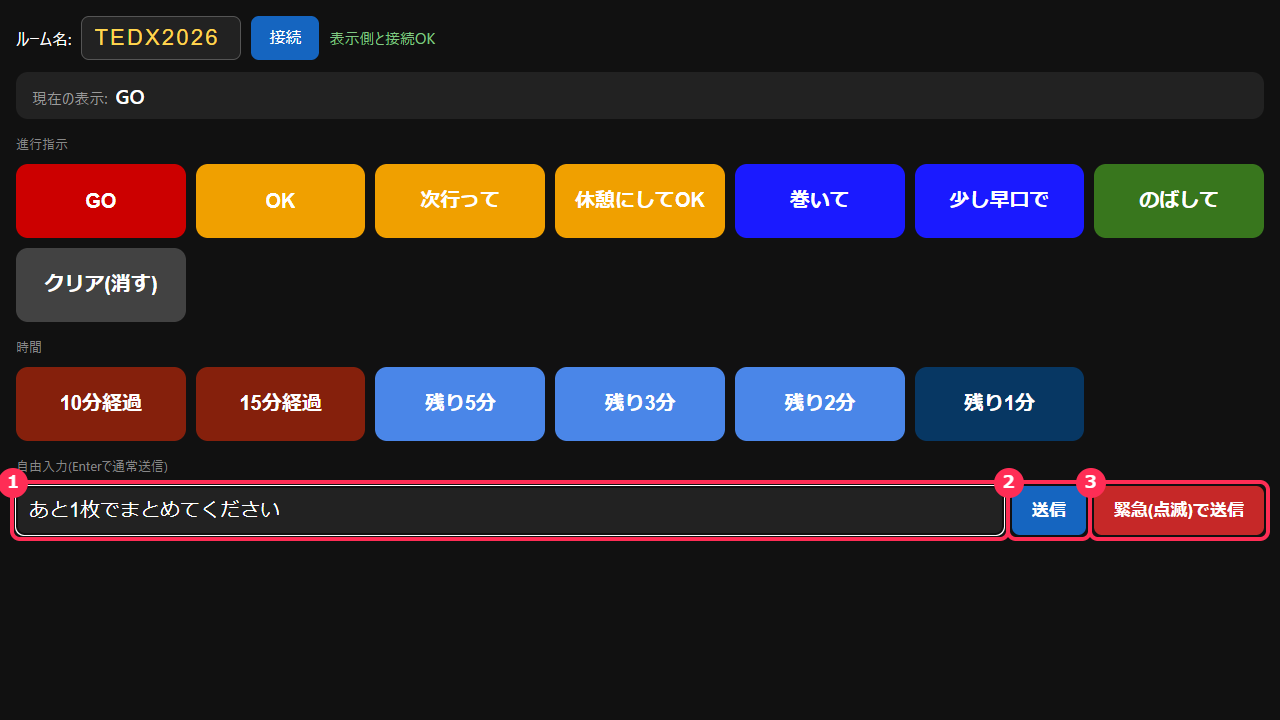 ルーム名: TEDX2026 接続 表示側と接続OK
現在の表示: GO
進行指示
GO OK 次行って 休憩にしてOK 巻いて 少し早口で のばして
クリア(消す)
時間
10分経過 15分経過 残り5分 残り3分 残り2分 残り1分
自由入力(Enterで通常送信)
1 2 3
あと1枚でまとめてください 送信 緊急(点滅)で送信